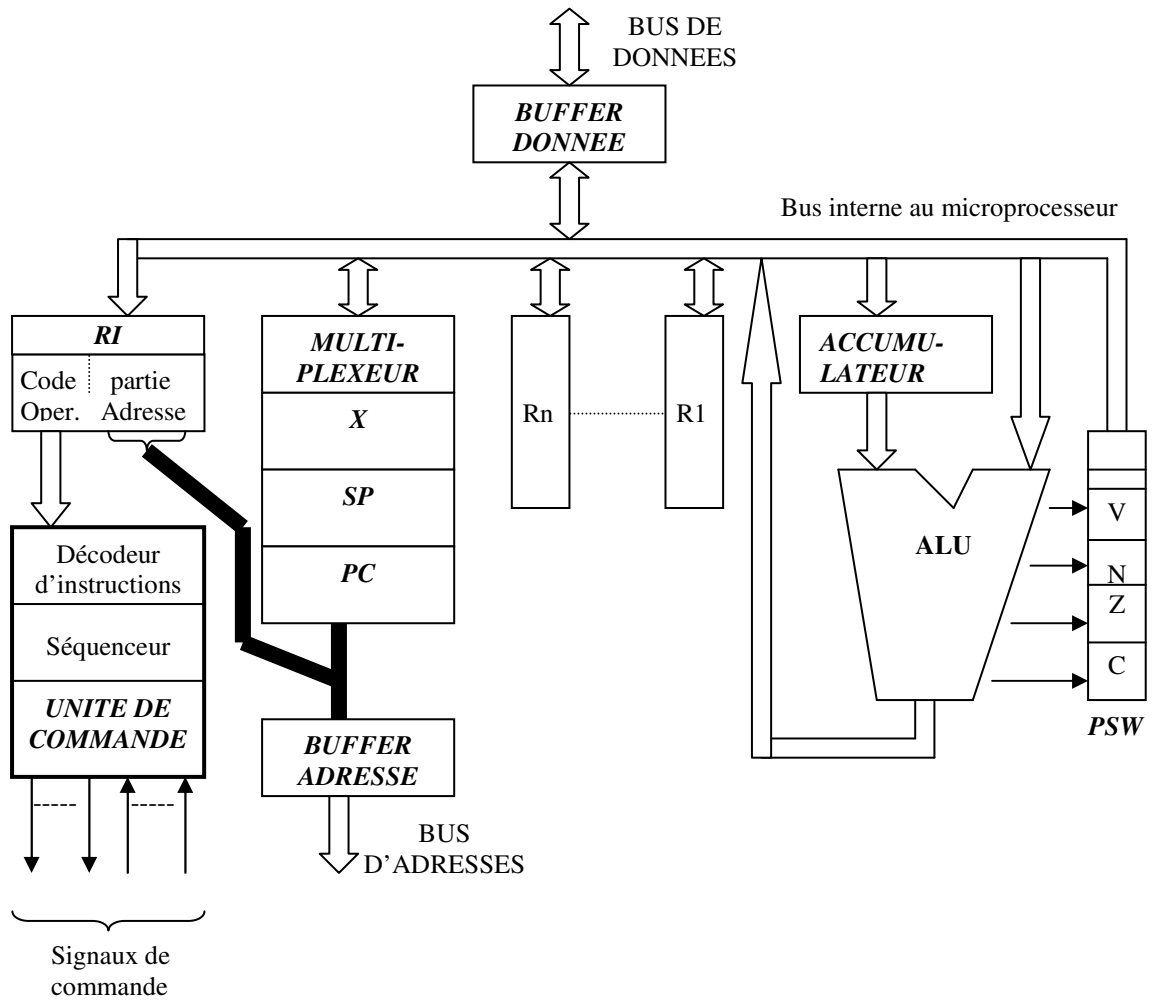 BUS DE
DONNEES
BUFFER
DONNEE
Bus interne au microprocesseur
RI
Code partie
Oper. Adresse
MULTI-
PLEXEUR
X
SP
PC
Rn
R1
ACCUMU-
LATEUR
ALU
V
N
Z
C
PSW
Décodeur
d'instructions
Séquenceur
UNITE DE
COMMANDE
BUFFER
ADRESSE
BUS
D'ADRESSES
Signaux de
commande